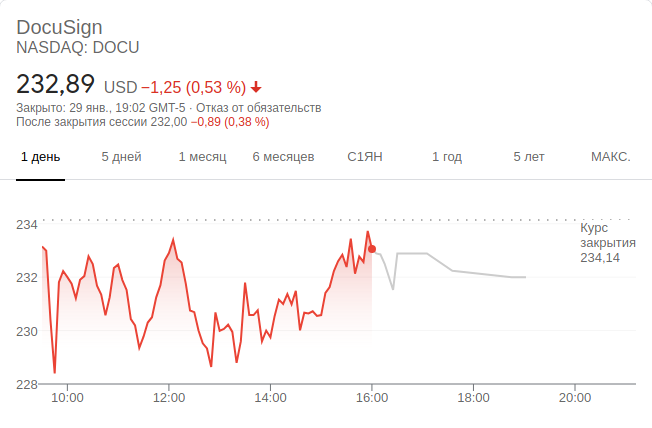 DocuSign
NASDAQ: DOCU
232,89 USD −1,25 (0,53 %)
Закрыто: 29 янв., 19:02 GMT-5 · Отказ от обязательств
После закрытия сессии 232,00 −0,89 (0,38 %)
1 день 5 дней 1 месяц 6 месяцев С1ЯН 1 год 5 лет МАКС.
234
Курс
закрытия
234,14
232
230
228
10:00 12:00 14:00 16:00 18:00 20:00